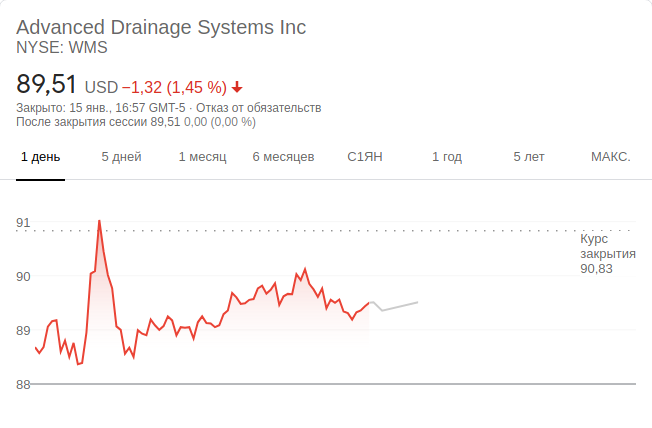 Advanced Drainage Systems Inc
NYSE: WMS
89,51 USD −1,32 (1,45 %)
Закрыто: 15 янв., 16:57 GMT-5 · Отказ от обязательств
После закрытия сессии 89,51 0,00 (0,00 %)
1 день 5 дней 1 месяц 6 месяцев С1ЯН 1 год 5 лет МАКС.
91
Курс
закрытия
90,83
90
89
88